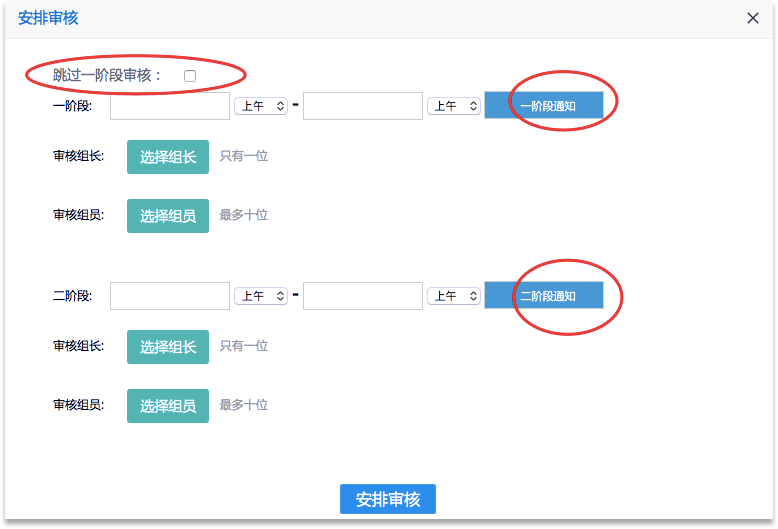 安排审核
跳过一阶段审核：
一阶段: 上午 - 上午 一阶段通知
审核组长: 选择组长 只有一位
审核组员: 选择组员 最多十位
二阶段: 上午 - 上午 二阶段通知
审核组长: 选择组长 只有一位
审核组员: 选择组员 最多十位
安排审核